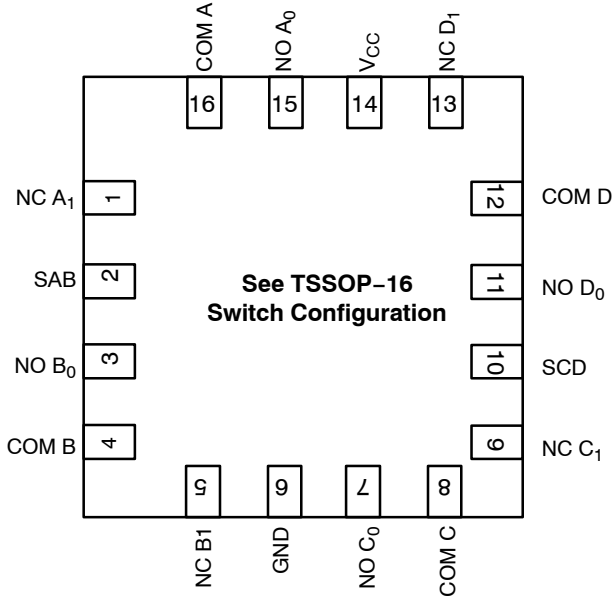 COM A
NO A₀
V_CC
NC D₁
16
15
14
13
NC A₁
1
12
COM D
SAB
2
See TSSOP–16
Switch Configuration
11
NO D₀
NO B₀
3
10
SCD
COM B
4
9
NC C₁
5
6
7
8
NC B1
GND
NO C₀
COM C